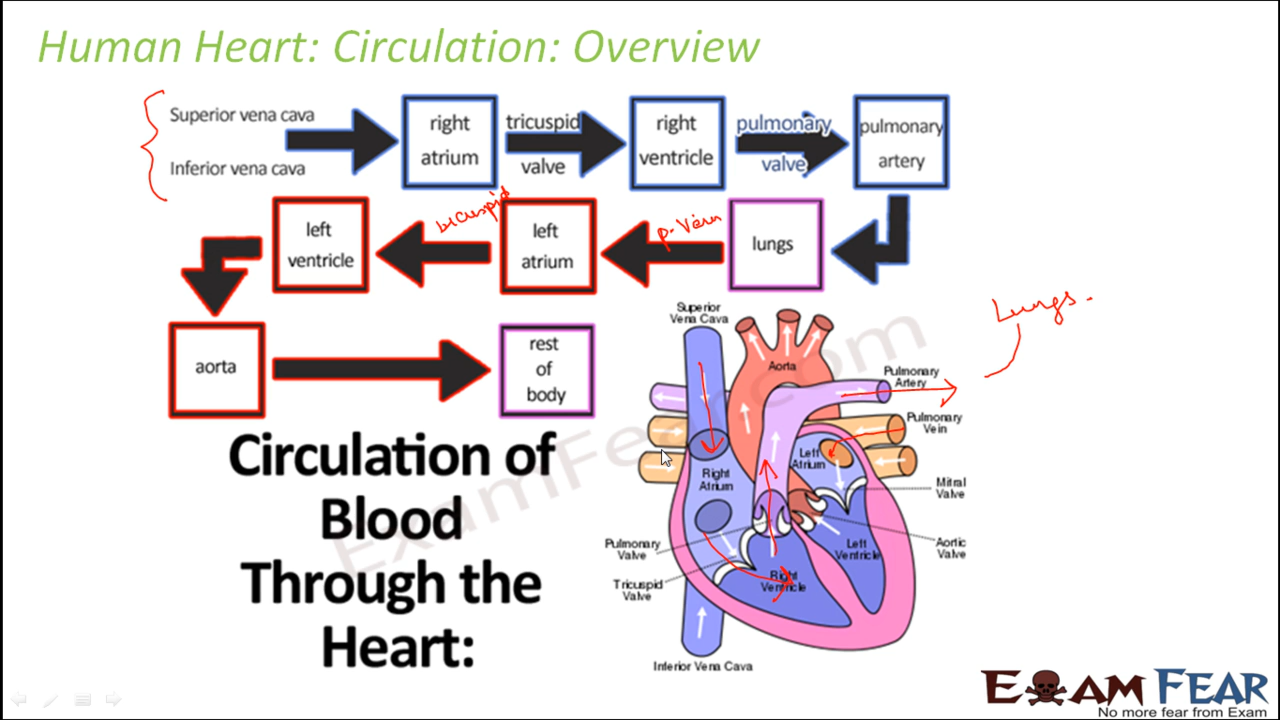 Human Heart: Circulation: Overview
Superior vena cava
Inferior vena cava
right
atrium
tricuspid
valve
right
ventricle
pulmonary
valve
pulmonary
artery
left
ventricle
bicuspid
left
atrium
p. Vein
lungs
Lungs.
aorta
rest
of
body
Circulation of
Blood
Through the
Heart:
Superior
Vena Cava
Aorta
Pulmonary
Artery
Pulmonary
Vein
Left
Atrium
Right
Atrium
Mitral
Valve
Pulmonary
Valve
Aortic
Valve
Left
Ventricle
Tricuspid
Valve
Right
Ventricle
Inferior Vena Cava
ExamFear.com
EXAM FEAR
No more fear from Exam